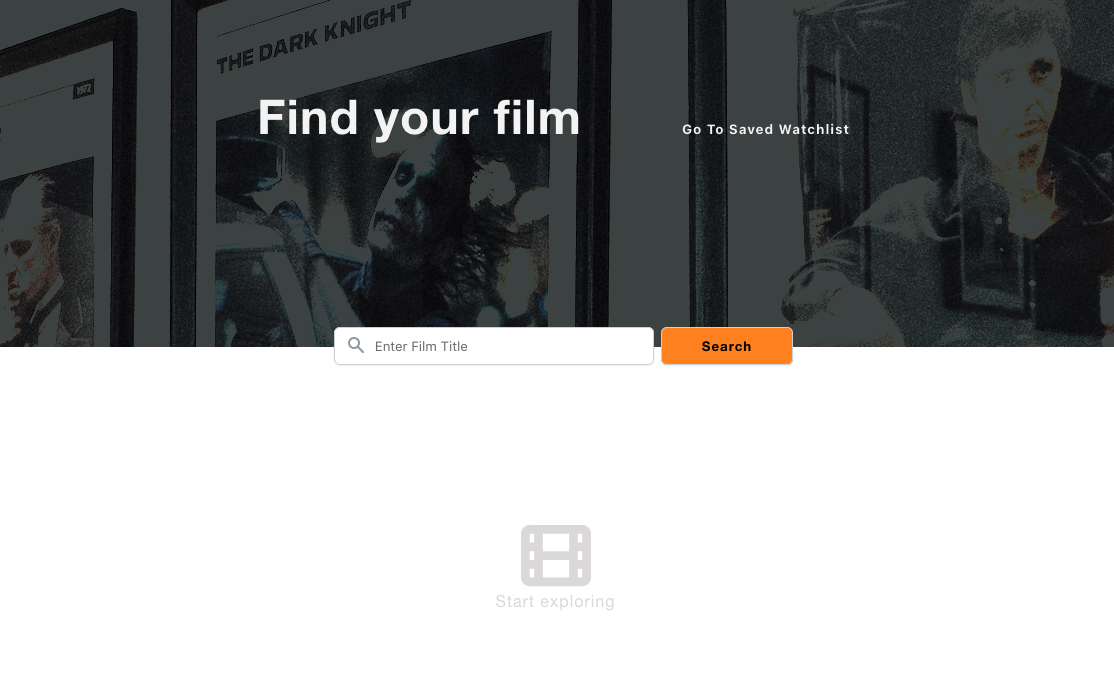 THE DARK KNIGHT
1972
Find your film
Go To Saved Watchlist
Enter Film Title
Search
Start exploring